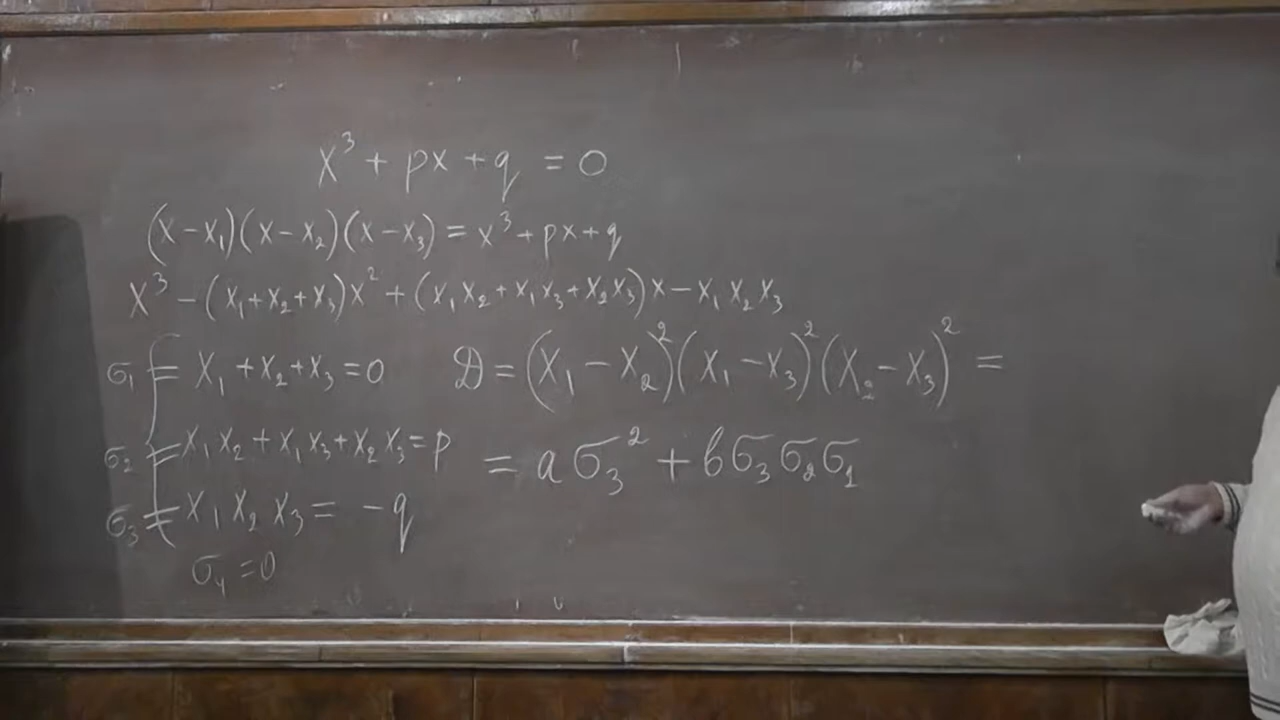 x³ + px + q = 0
(x − x₁)(x − x₂)(x − x₃) = x³ + px + q
x³ − (x₁ + x₂ + x₃)x² + (x₁x₂ + x₁x₃ + x₂x₃)x − x₁x₂x₃
σ₁ = x₁ + x₂ + x₃ = 0
D = (x₁ − x₂)²(x₁ − x₃)²(x₂ − x₃)² =
σ₂ = x₁x₂ + x₁x₃ + x₂x₃ = p
= aσ₃² + bσ₃σ₂σ₁
σ₃ = x₁x₂x₃ = −q
σ₄ = 0